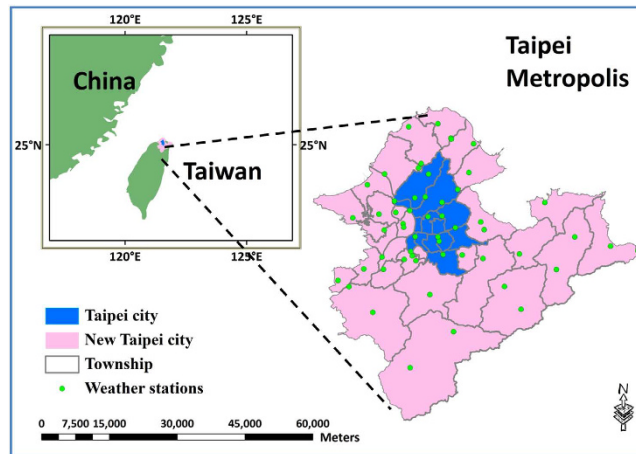 120°E
125°E
China
Taiwan
25°N
25°N
120°E
125°E
Taipei
Metropolis
Taipei city
New Taipei city
Township
Weather stations
0
7,500
15,000
30,000
45,000
60,000
Meters
N